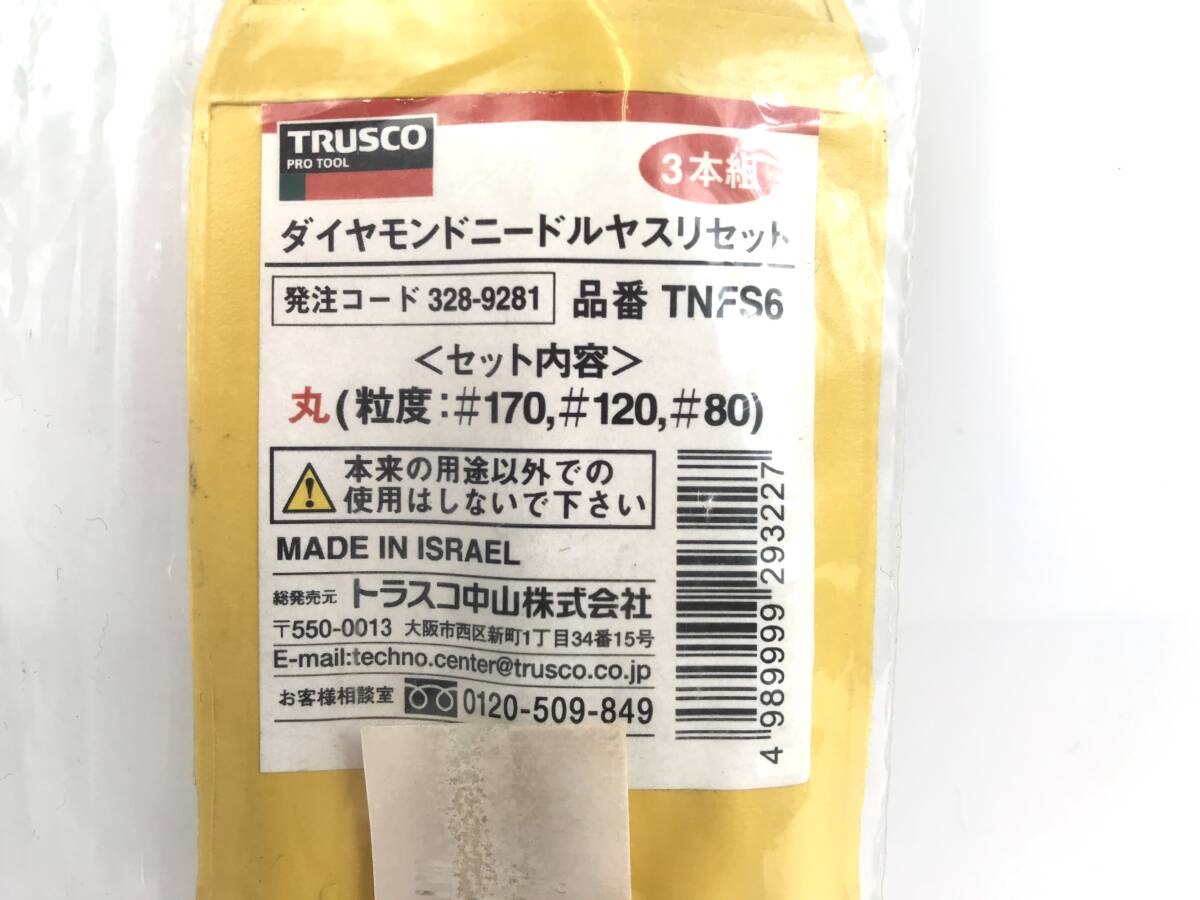 TRUSCO
PRO TOOL
3本組
ダイヤモンドニードルヤスリセット
発注コード 328-9281 品番 TNFS6
<セット内容>
丸(粒度:#170,#120,#80)
本来の用途以外での
使用はしないで下さい
MADE IN ISRAEL
総発売元 トラスコ中山株式会社
〒550-0013 大阪市西区新町1丁目34番15号
E-mail:techno.center@trusco.co.jp
お客様相談室 0120-509-849
4 989999 293227